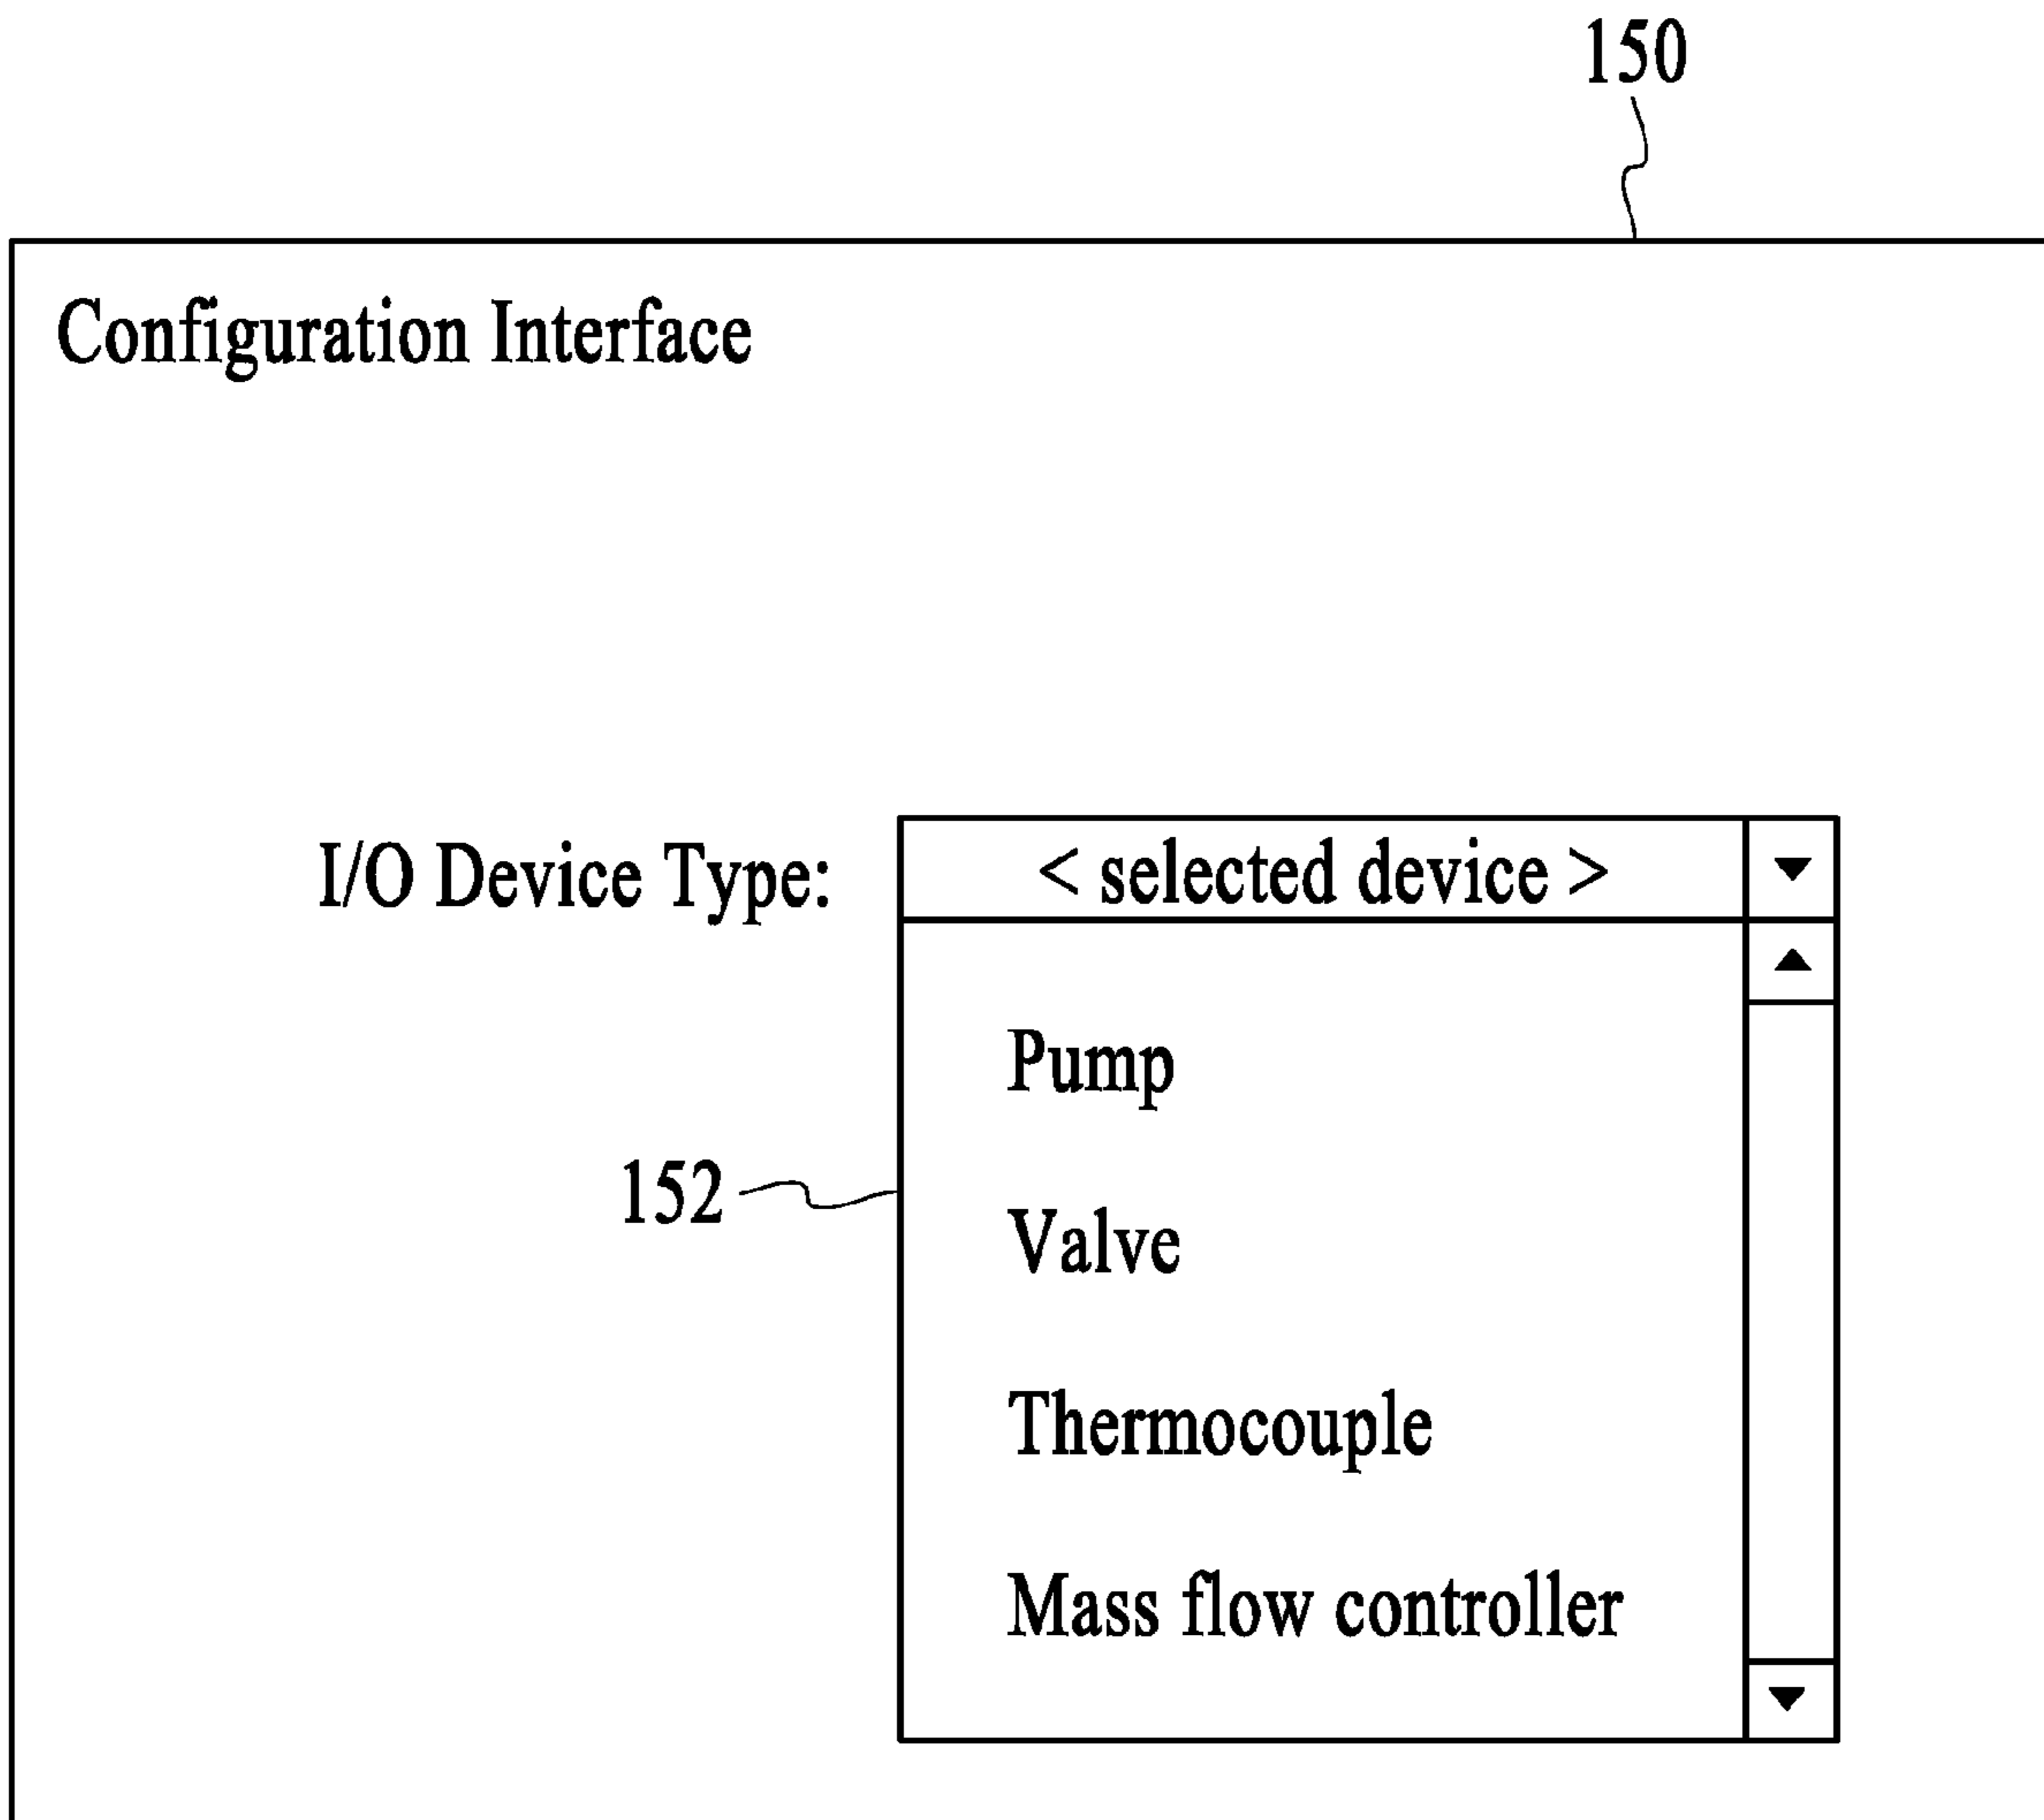 150
Configuration Interface
I/O Device Type:
< selected device >
Pump
152
Valve
Thermocouple
Mass flow controller